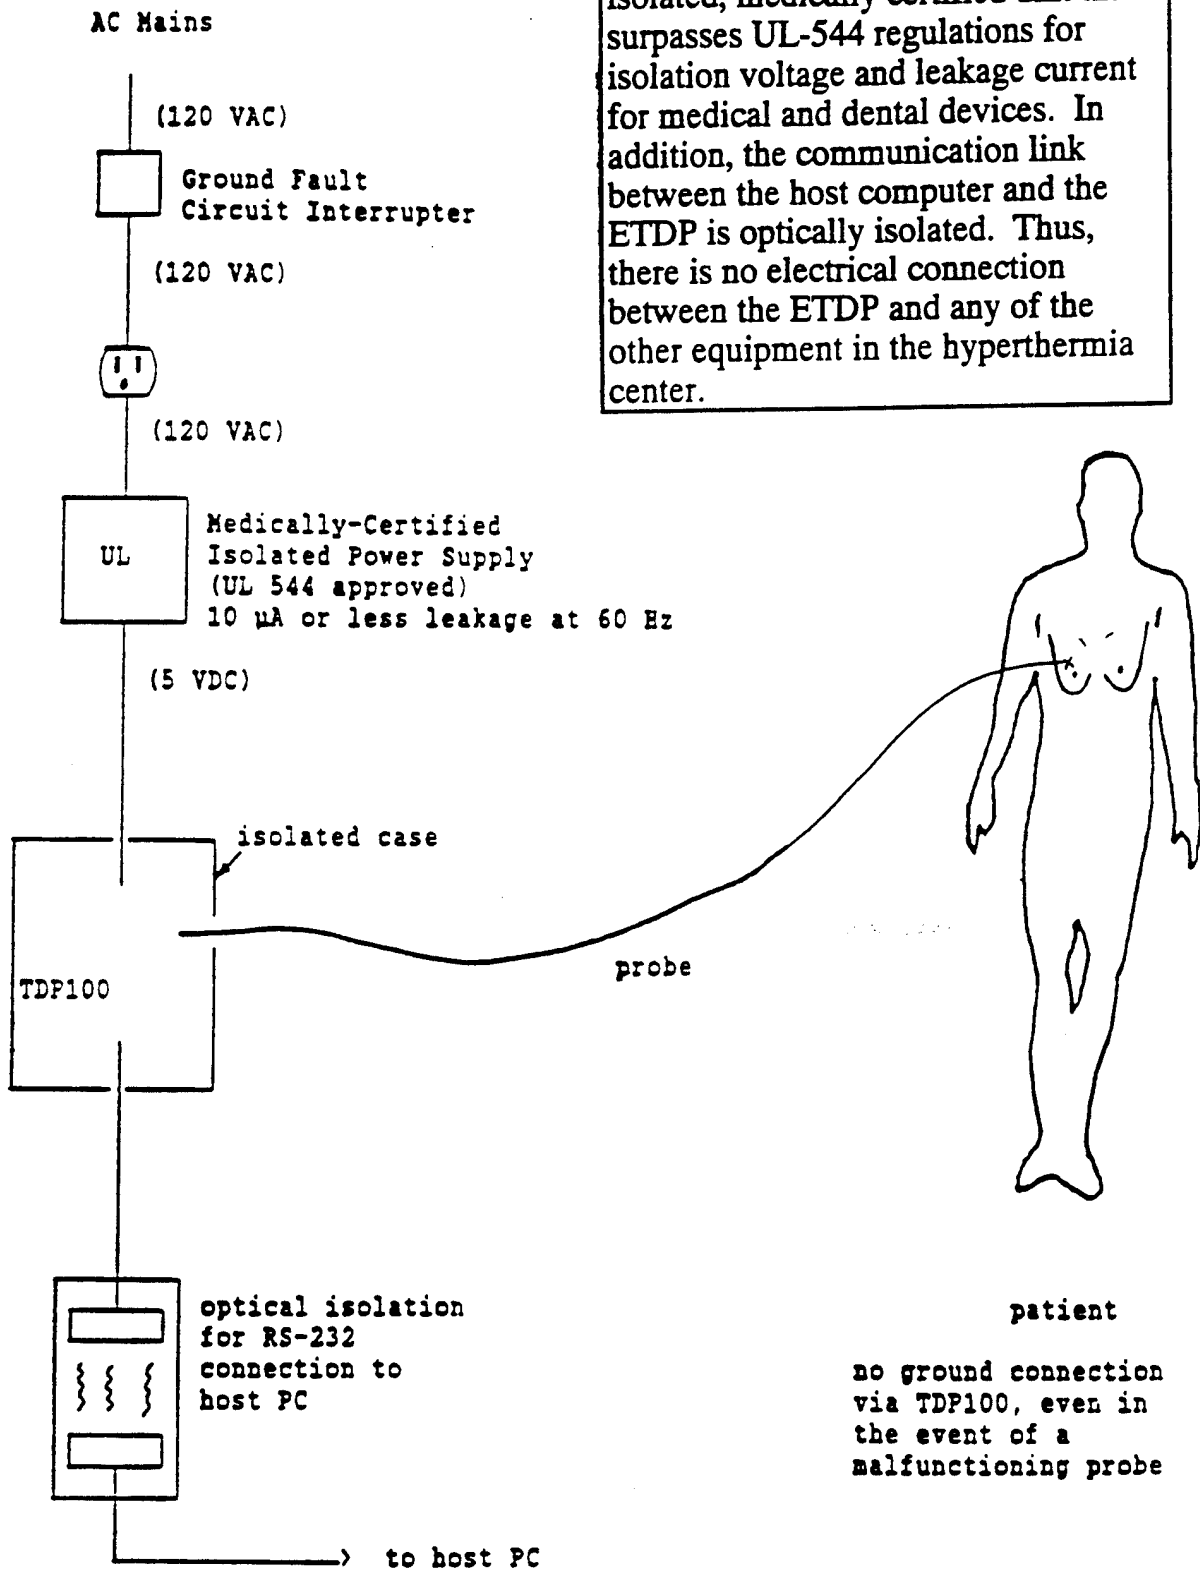 AC Mains
surpasses UL-544 regulations for
isolation voltage and leakage current
for medical and dental devices. In
addition, the communication link
between the host computer and the
ETDP is optically isolated. Thus,
there is no electrical connection
between the ETDP and any of the
other equipment in the hyperthermia
center.
(120 VAC)
Ground Fault
Circuit Interrupter
(120 VAC)
(120 VAC)
UL
Medically-Certified
Isolated Power Supply
(UL 544 approved)
10 µA or less leakage at 60 Hz
(5 VDC)
isolated case
TDP100
probe
optical isolation
for RS-232
connection to
host PC
to host PC
patient
no ground connection
via TDP100, even in
the event of a
malfunctioning probe